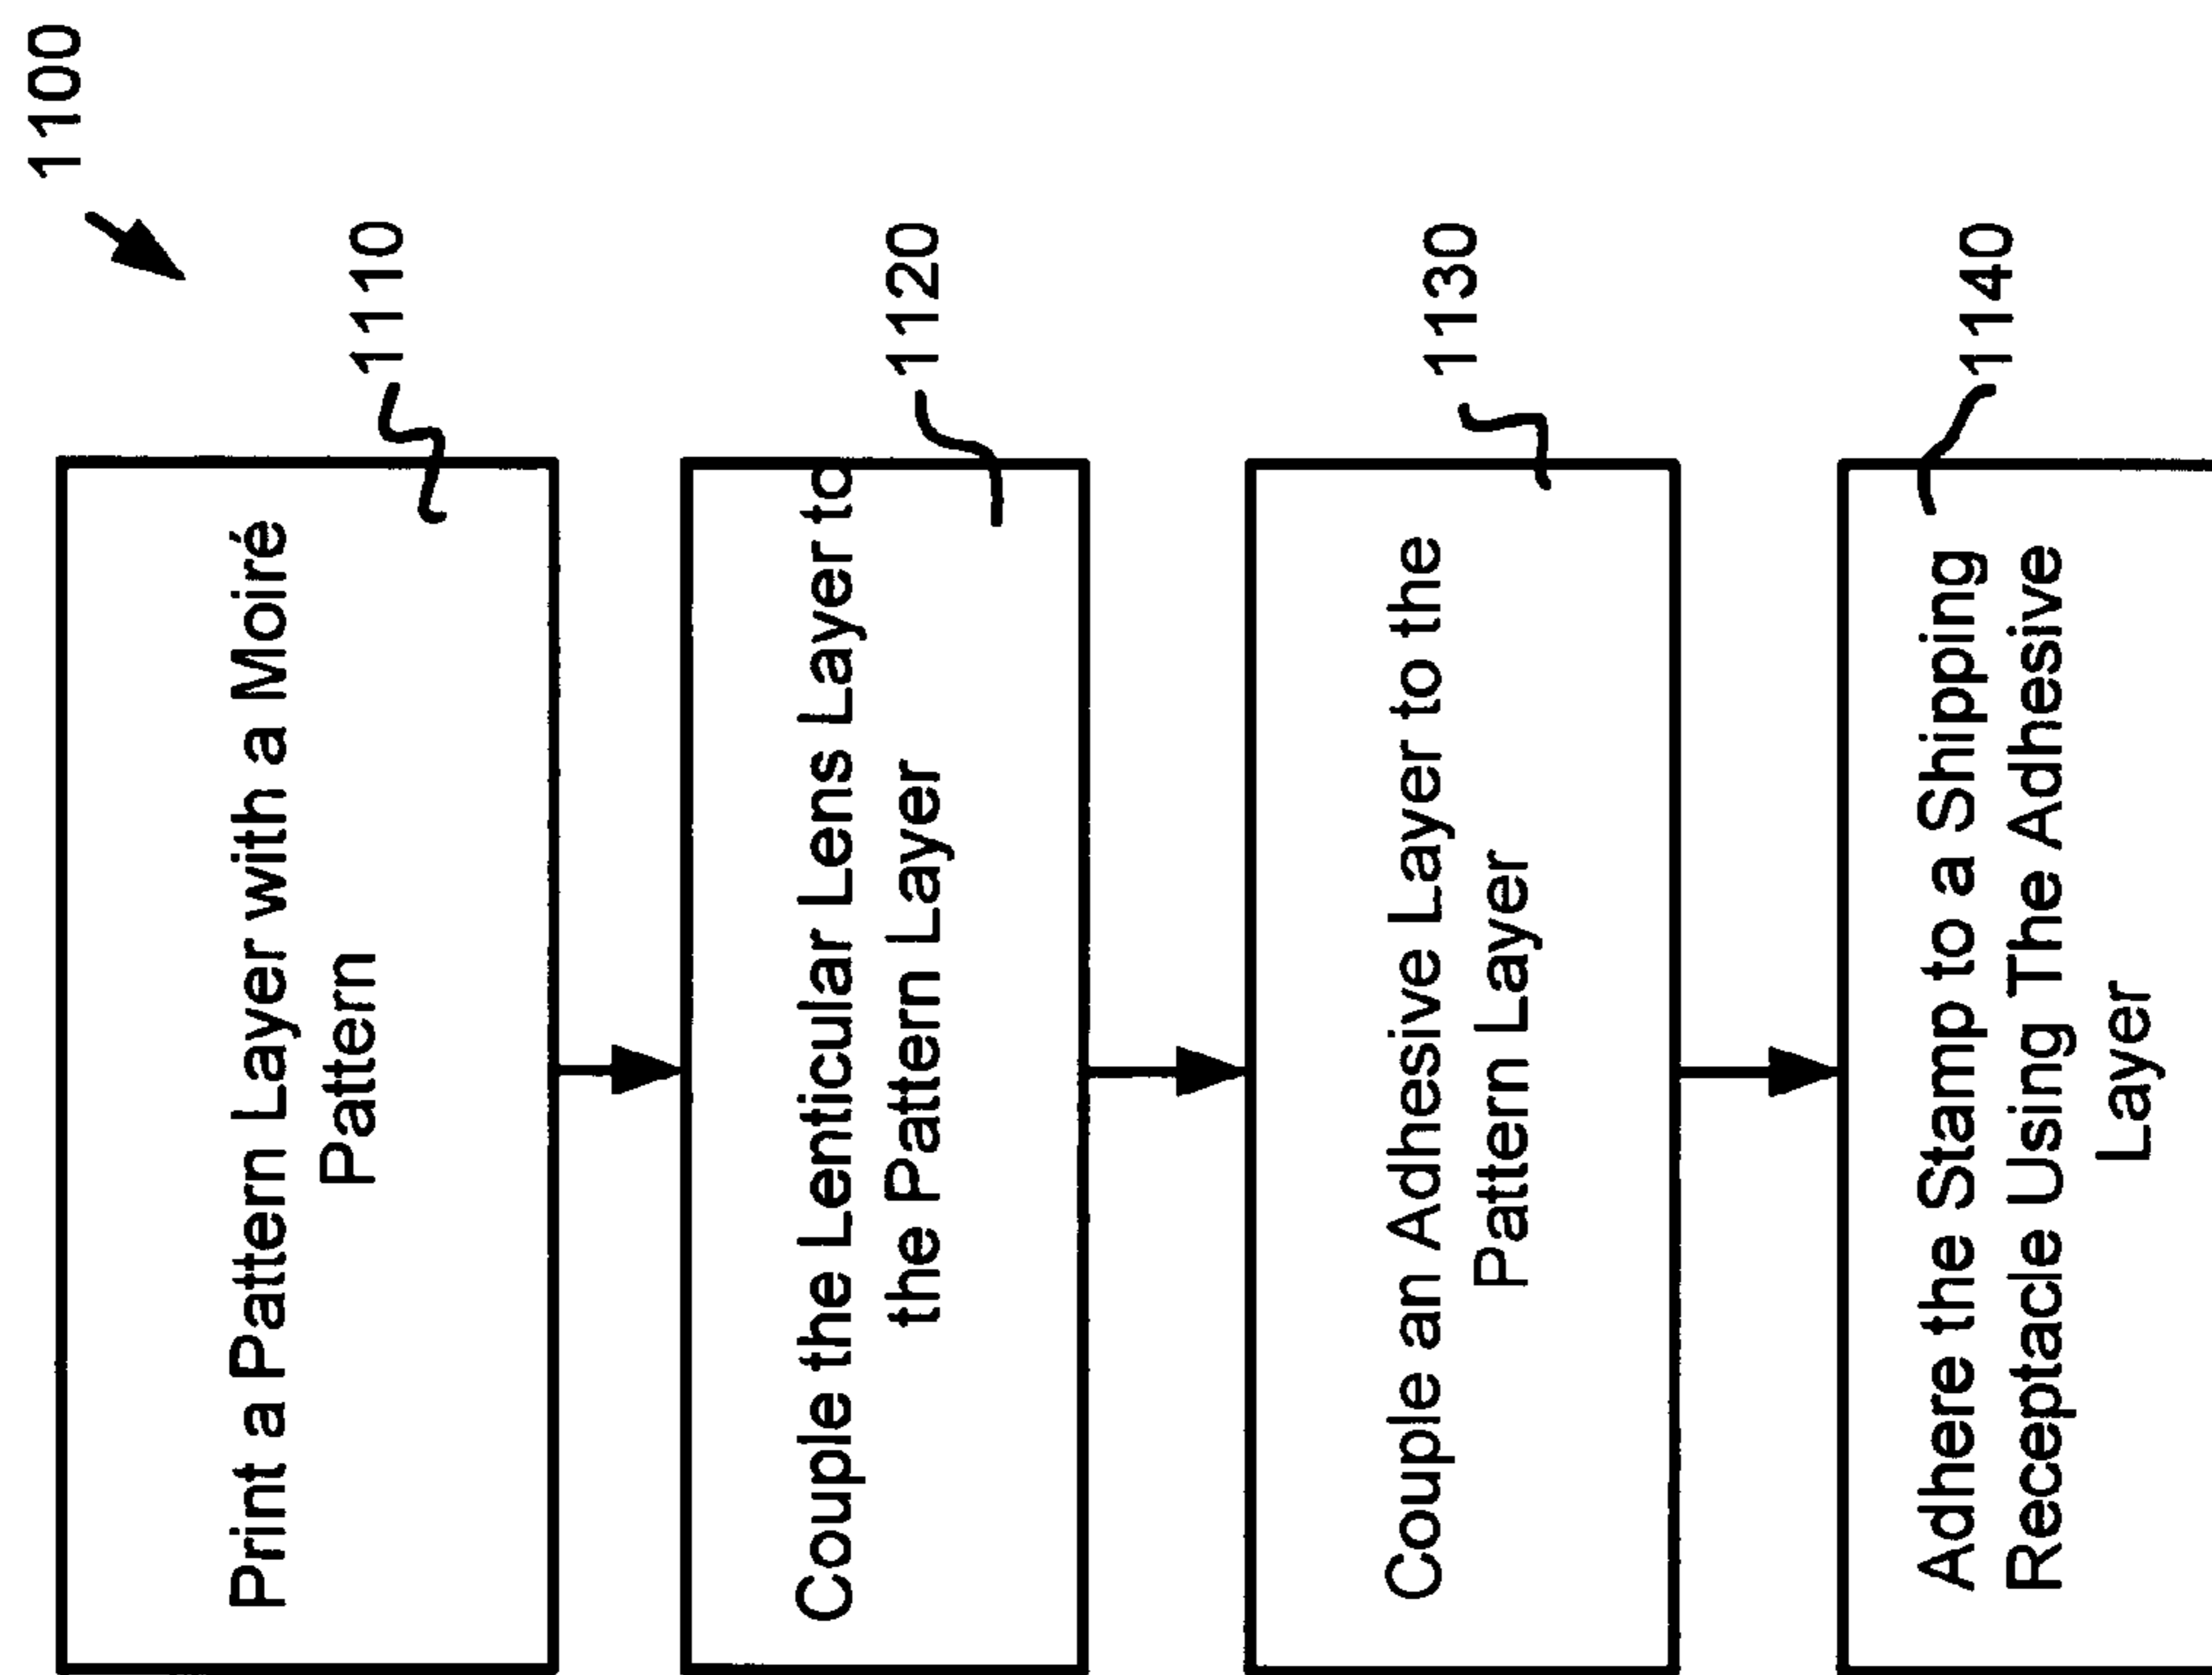 1100
Print a Pattern Layer with a Moiré
Pattern
1110
Couple the Lenticular Lens Layer to
the Pattern Layer
1120
Couple an Adhesive Layer to the
Pattern Layer
1130
Adhere the Stamp to a Shipping
Receptacle Using The Adhesive
Layer
1140